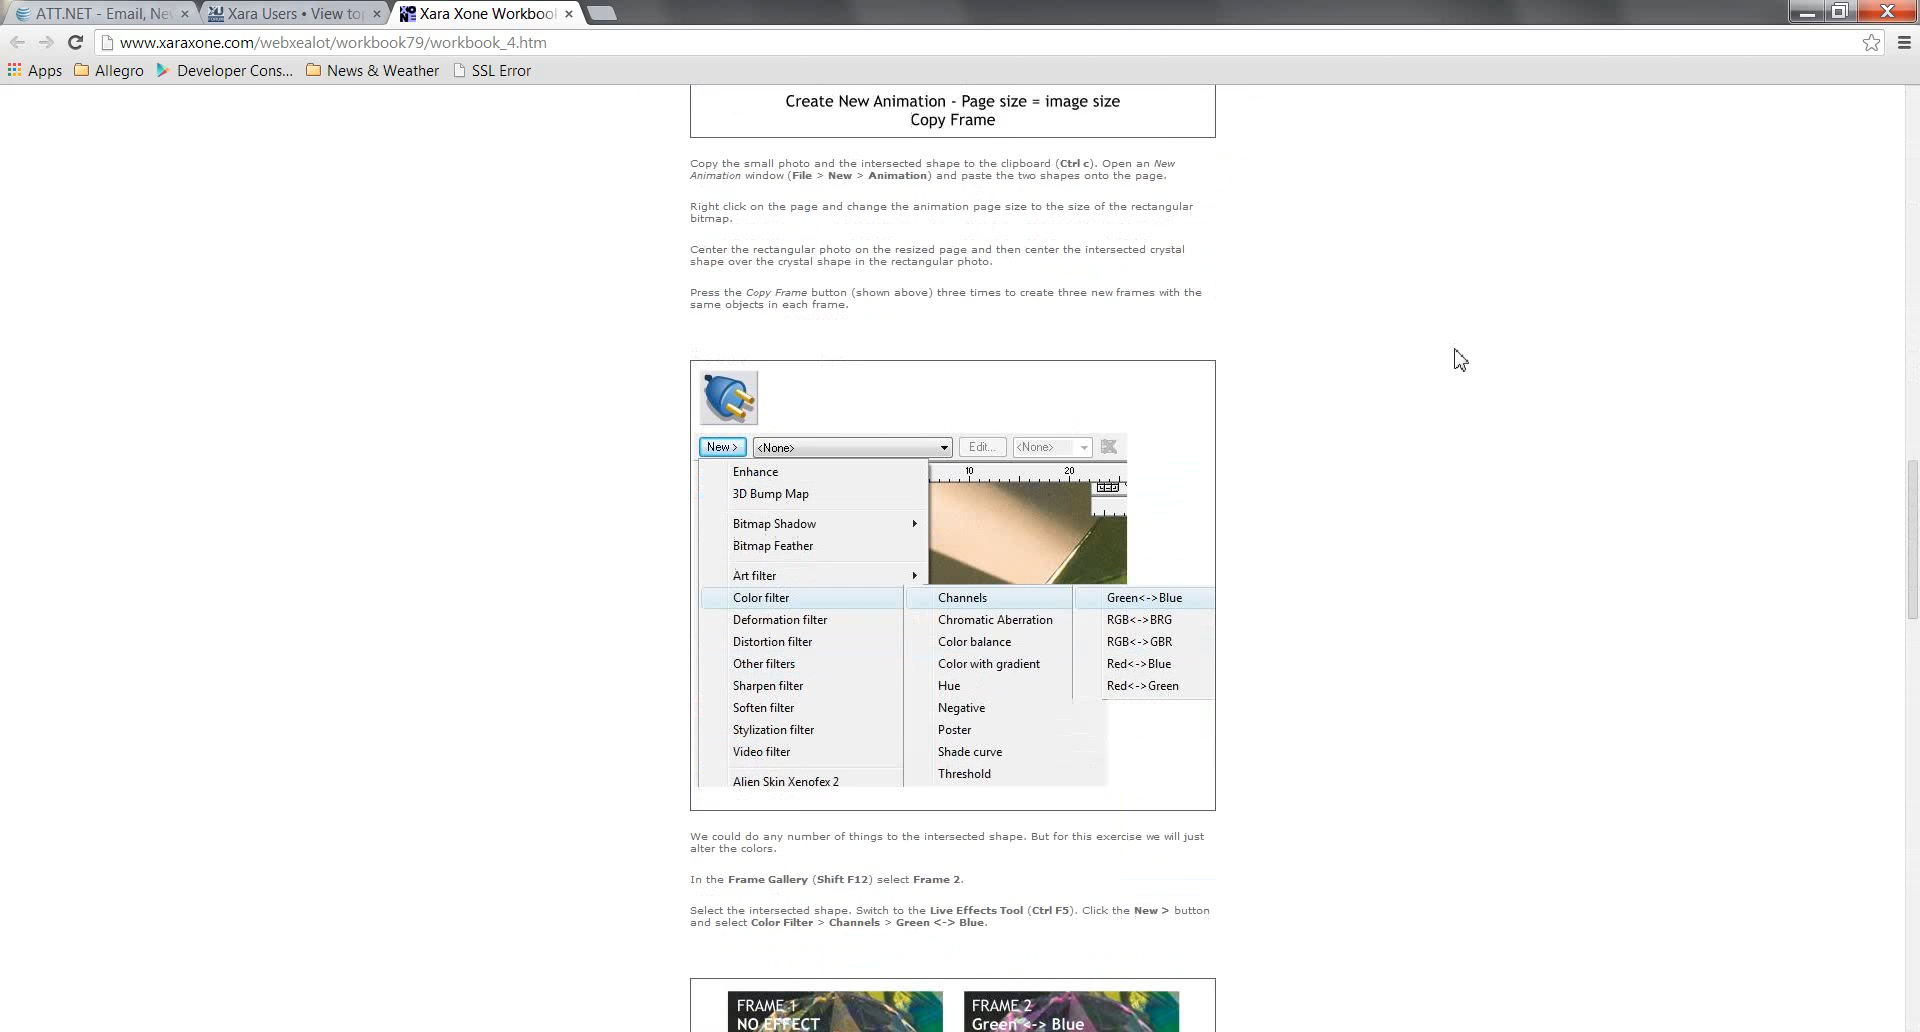 ATT.NET - Email, Ne
Xara Users • View to
Xara Xone Workboo
www.xaraxone.com/webxealot/workbook79/workbook_4.htm
Apps Allegro Developer Cons... News & Weather SSL Error
Create New Animation - Page size = image size
Copy Frame
Copy the small photo and the intersected shape to the clipboard (Ctrl c). Open an New
Animation window (File > New > Animation) and paste the two shapes onto the page.
Right click on the page and change the animation page size to the size of the rectangular
bitmap.
Center the rectangular photo on the resized page and then center the intersected crystal
shape over the crystal shape in the rectangular photo.
Press the Copy Frame button (shown above) three times to create three new frames with the
same objects in each frame.
New > <None> Edit... <None>
10 20
Enhance
3D Bump Map
Bitmap Shadow
Bitmap Feather
Art filter
Color filter Channels Green<->Blue
Deformation filter Chromatic Aberration RGB<->BRG
Distortion filter Color balance RGB<->GBR
Other filters Color with gradient Red<->Blue
Sharpen filter Hue Red<->Green
Soften filter Negative
Stylization filter Poster
Video filter Shade curve
Threshold
Alien Skin Xenofex 2
We could do any number of things to the intersected shape. But for this exercise we will just
alter the colors.
In the Frame Gallery (Shift F12) select Frame 2.
Select the intersected shape. Switch to the Live Effects Tool (Ctrl F5). Click the New > button
and select Color Filter > Channels > Green <-> Blue.
FRAME 1 FRAME 2
NO EFFECT Green <-> Blue